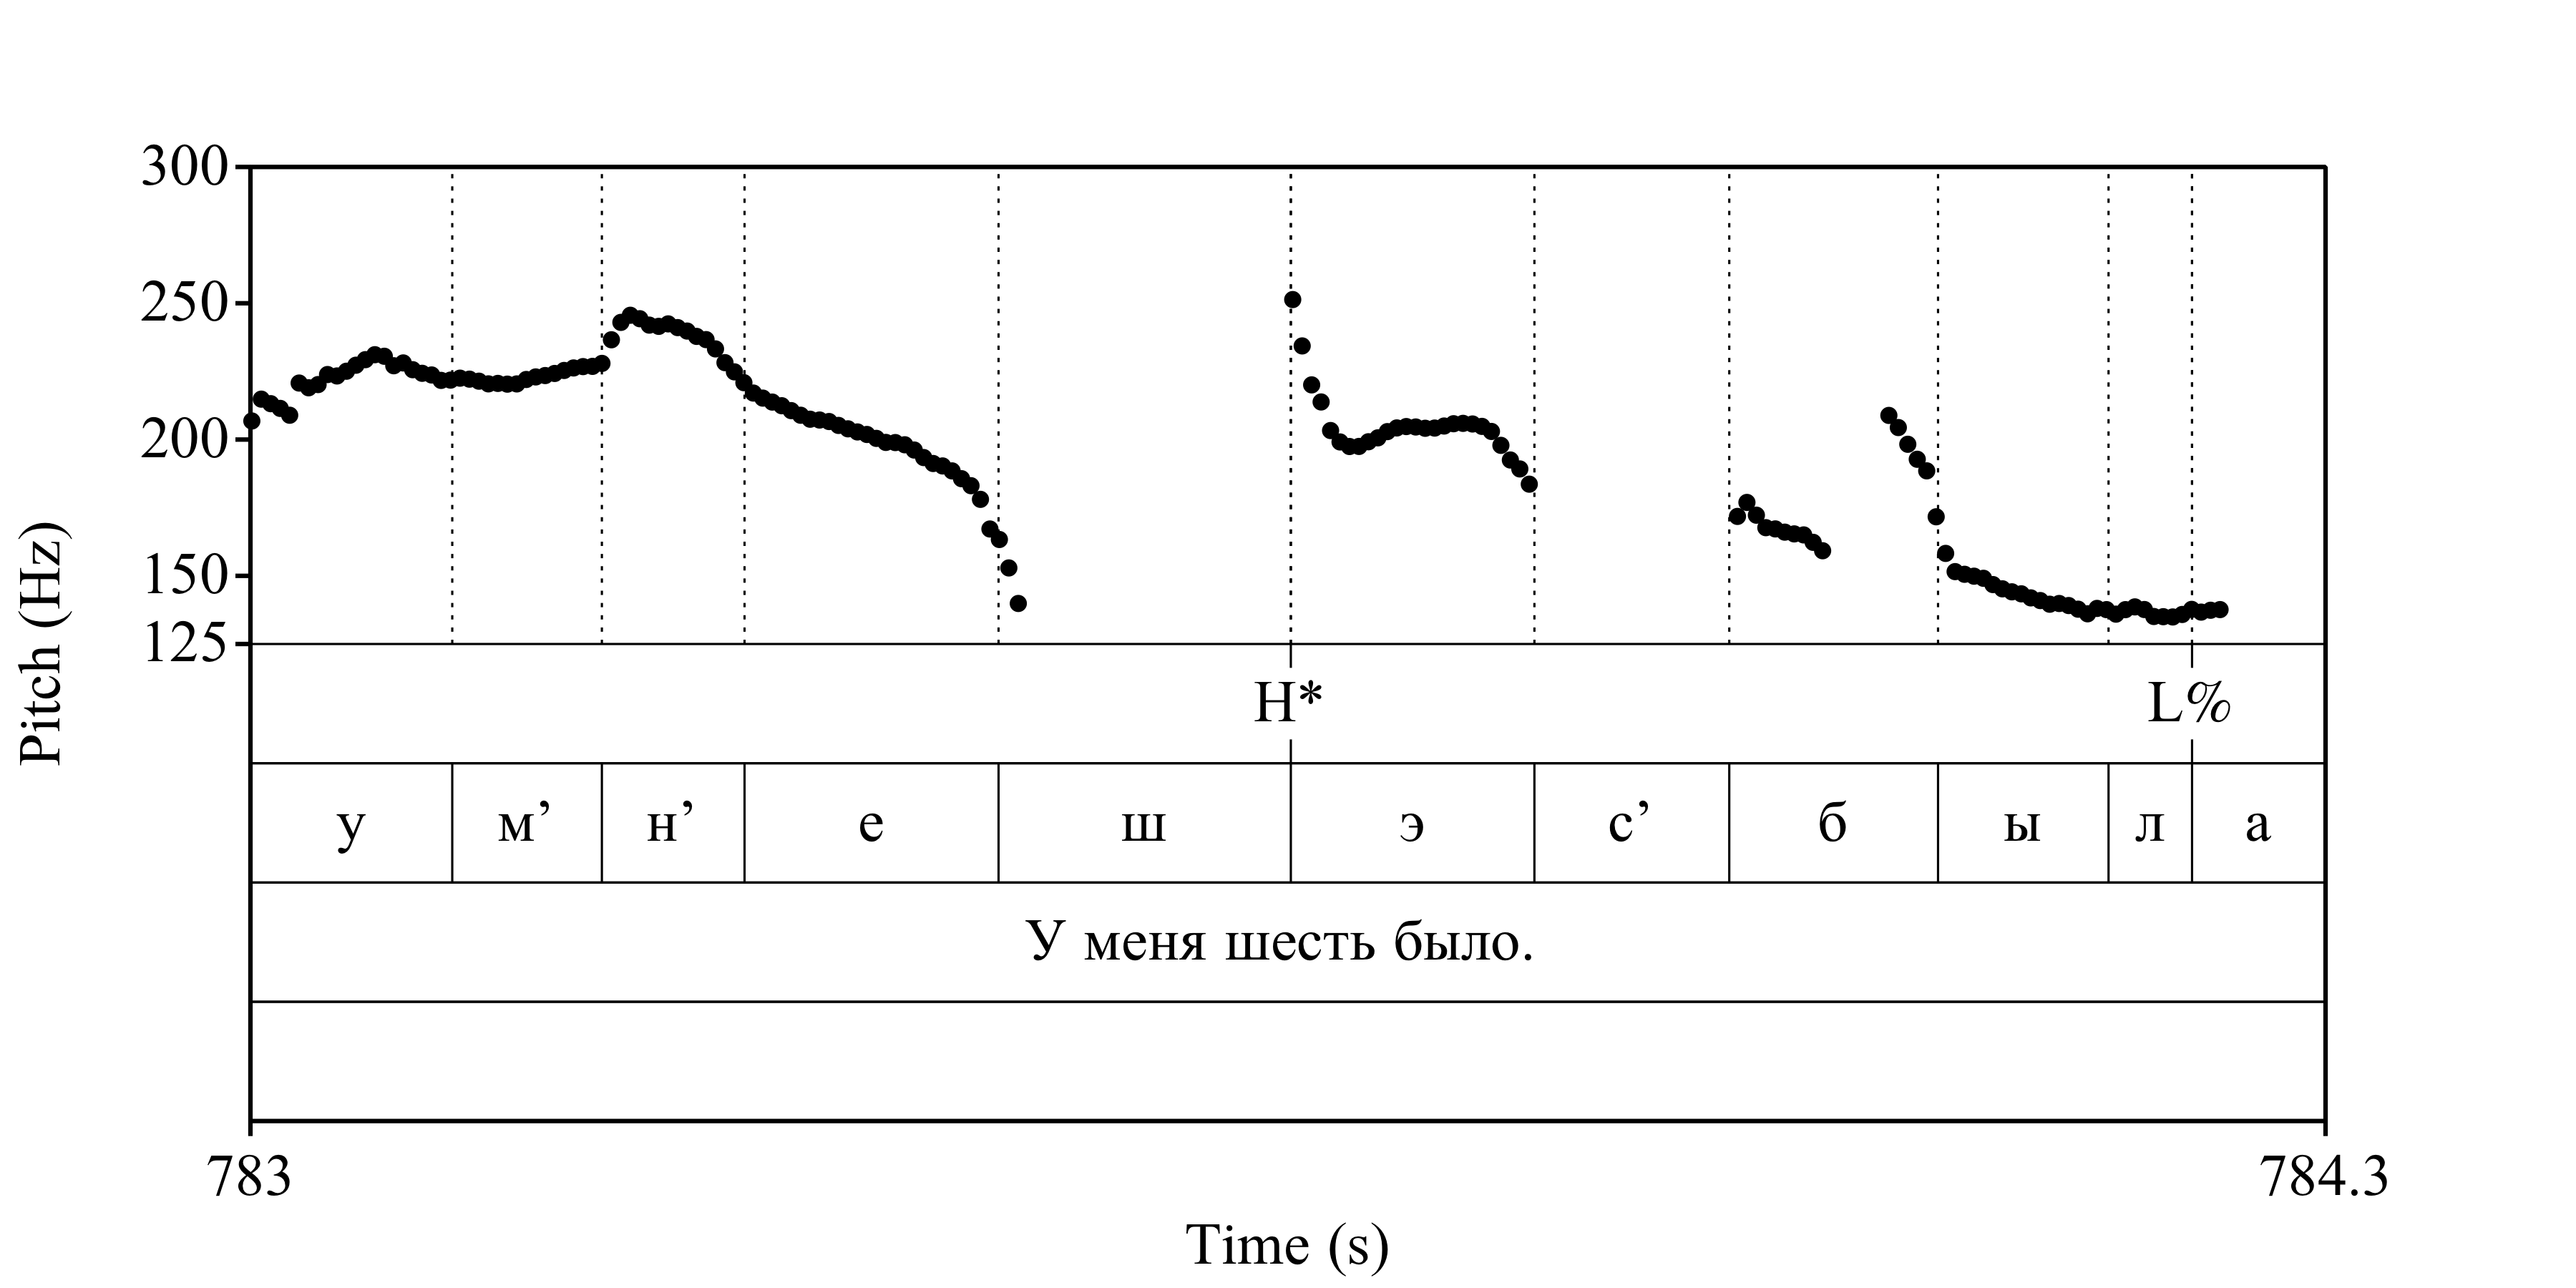 300
250
200
150
125
Pitch (Hz)
H* L%
у м’ н’ е ш э с’ б ы л а
У меня шесть было.
783 784.3
Time (s)